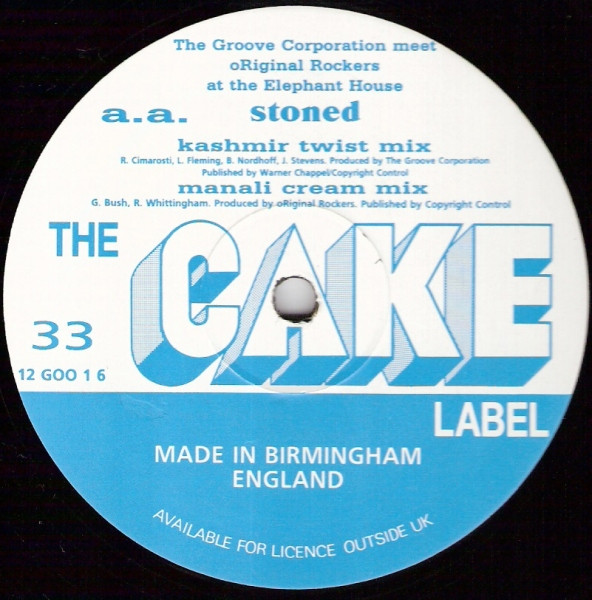 The Groove Corporation meet
oRiginal Rockers
at the Elephant House
a.a. stoned
kashmir twist mix
R. Cimarosti, L. Fleming, B. Nordhoff, J. Stevens. Produced by The Groove Corporation
Published by Warner Chappel/Copyright Control
manali cream mix
G. Bush, R. Whittingham. Produced by oRiginal Rockers. Published by Copyright Control
THE CAKE
33
12 GOO 1 6
LABEL
MADE IN BIRMINGHAM
ENGLAND
AVAILABLE FOR LICENCE OUTSIDE UK